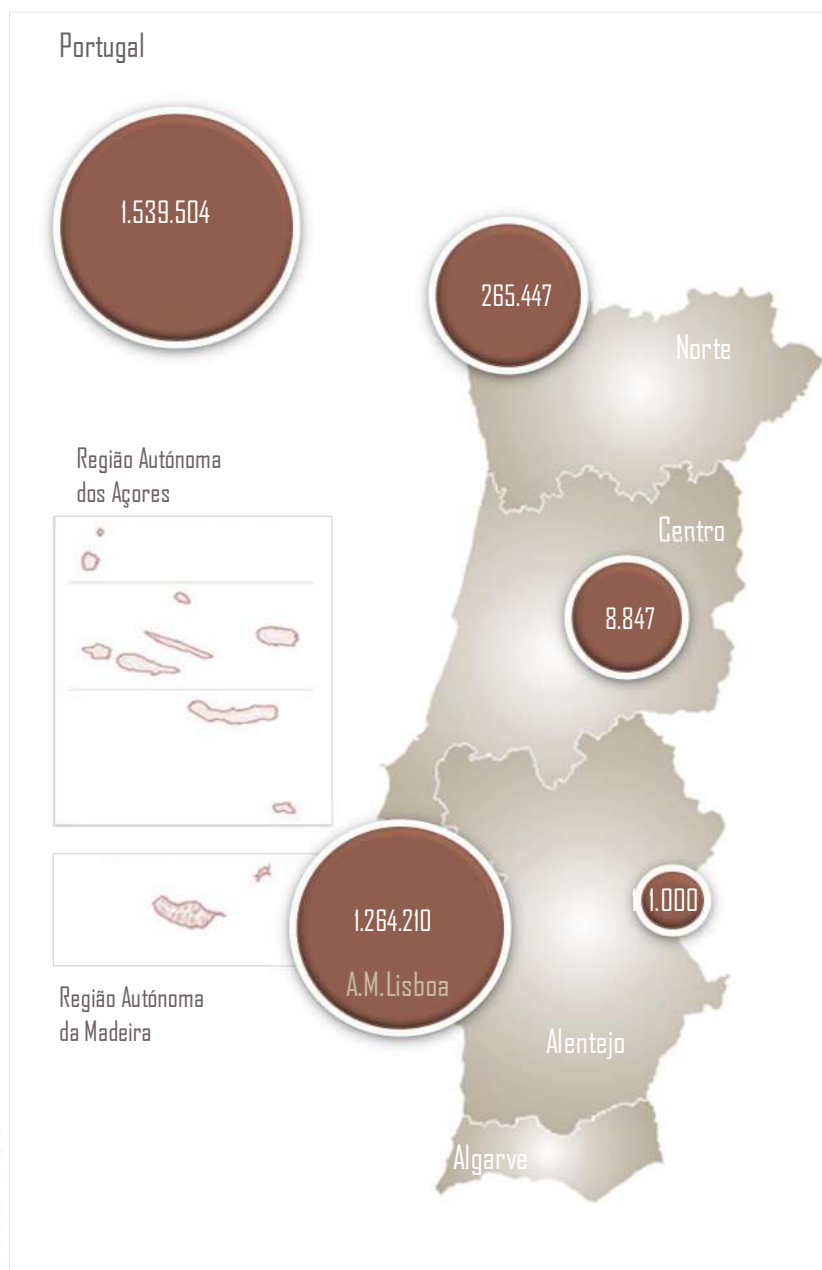 Portugal
1.539.504
265.447
Norte
Região Autónoma
dos Açores
Centro
8.847
1.000
1.264.210
A.M.Lisboa
Região Autónoma
da Madeira
Alentejo
Algarve